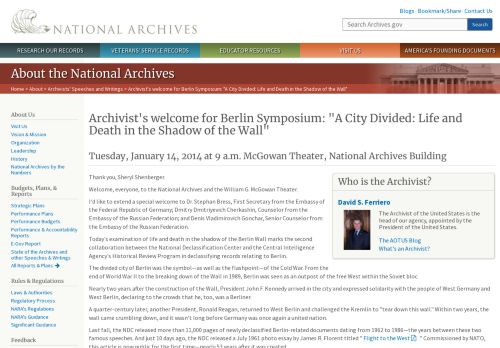 NATIONAL ARCHIVES
Blogs · Bookmark/Share · Contact Us
Search Archives.gov
Search
RESEARCH OUR RECORDS
VETERANS' SERVICE RECORDS
EDUCATOR RESOURCES
VISIT US
AMERICA'S FOUNDING DOCUMENTS
About the National Archives
Home > About > Archivists' Speeches and Writings > Archivist's welcome for Berlin Symposium: "A City Divided: Life and Death in the Shadow of the Wall"
About Us
Visit Us
Vision & Mission
Organization
Leadership
History
National Archives by the
Numbers
Budgets, Plans, &
Reports
Strategic Plans
Performance Plans
Performance Budgets
Performance & Accountability
Reports
E-Gov Report
State of the Archives and
other Speeches & Writings
All Reports & Plans
Rules & Regulations
Laws & Authorities
Regulatory Process
NARA's Regulations
NARA's Guidance
Significant Guidance
Archivist's welcome for Berlin Symposium: "A City Divided: Life and
Death in the Shadow of the Wall"
Tuesday, January 14, 2014 at 9 a.m. McGowan Theater, National Archives Building
Thank you, Sheryl Shenberger.
Welcome, everyone, to the National Archives and the William G. McGowan Theater.
I'd like to extend a special welcome to Dr. Stephan Bress, First Secretary from the Embassy of
the Federal Republic of Germany; Dmitry Dmitriyevich Cherkashin, Counselor from the
Embassy of the Russian Federation; and Denis Vladimirovich Gonchar, Senior Counselor from
the Embassy of the Russian Federation.
Today's examination of life and death in the shadow of the Berlin Wall marks the second
collaboration between the National Declassification Center and the Central Intelligence
Agency's Historical Review Program in declassifying records relating to Berlin.
The divided city of Berlin was the symbol—as well as the flashpoint—of the Cold War. From the
end of World War II to the breaking down of the Wall in 1989, Berlin was seen as an outpost of the free West within the Soviet bloc.
Nearly two years after the construction of the Wall, President John F. Kennedy arrived in the city and expressed solidarity with the people of West Germany and
West Berlin, declaring to the crowds that he, too, was a Berliner.
A quarter-century later, another President, Ronald Reagan, returned to West Berlin and challenged the Kremlin to "tear down this wall." Within two years, the
wall came crumbling down, and it wasn't long before Germany was once again a united nation.
Last fall, the NDC released more than 11,000 pages of newly declassified Berlin-related documents dating from 1962 to 1986—the years between these two
famous speeches. And just 10 days ago, the NDC released a July 1961 photo essay by James R. Florent titled " Flight to the West . " Commissioned by NATO,
Who is the Archivist?
David S. Ferriero
The Archivist of the United States is the
head of our agency, appointed by the
President of the United States.
The AOTUS Blog
What's an Archivist?